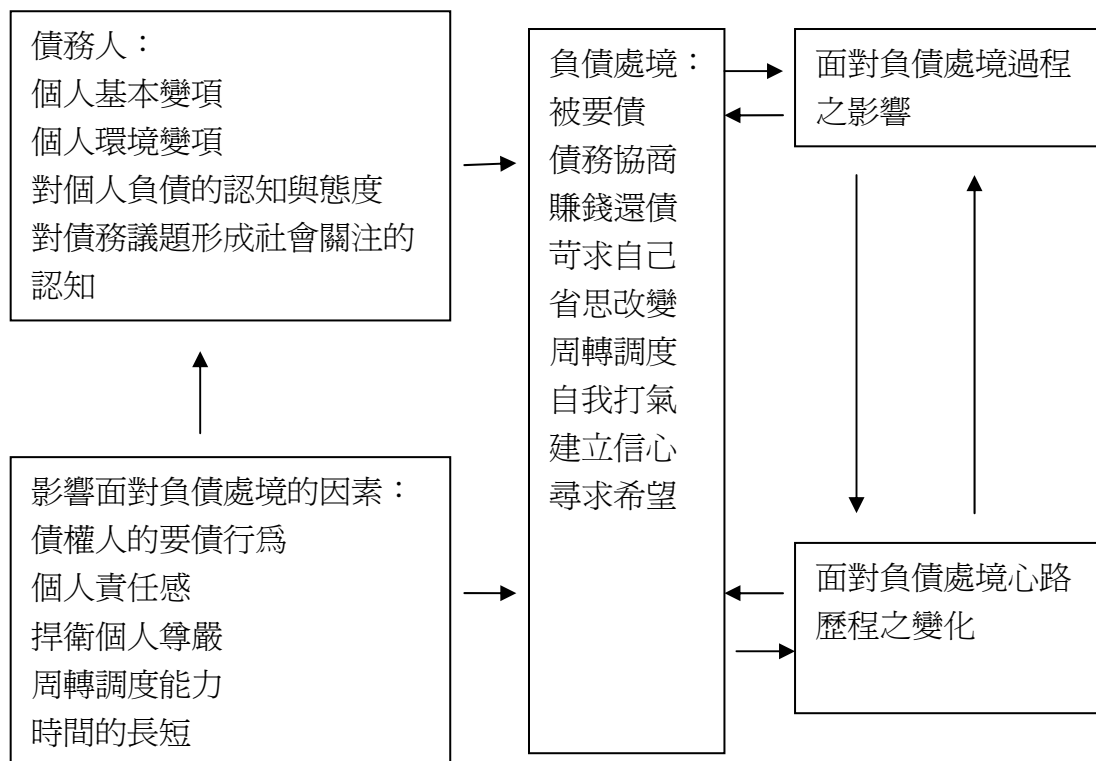 債務人：
個人基本變項
個人環境變項
對個人負債的認知與態度
對債務議題形成社會關注的
認知
影響面對負債處境的因素：
債權人的要債行為
個人責任感
捍衛個人尊嚴
周轉調度能力
時間的長短
負債處境：
被要債
債務協商
賺錢還債
苛求自己
省思改變
周轉調度
自我打氣
建立信心
尋求希望
面對負債處境過程
之影響
面對負債處境心路
歷程之變化